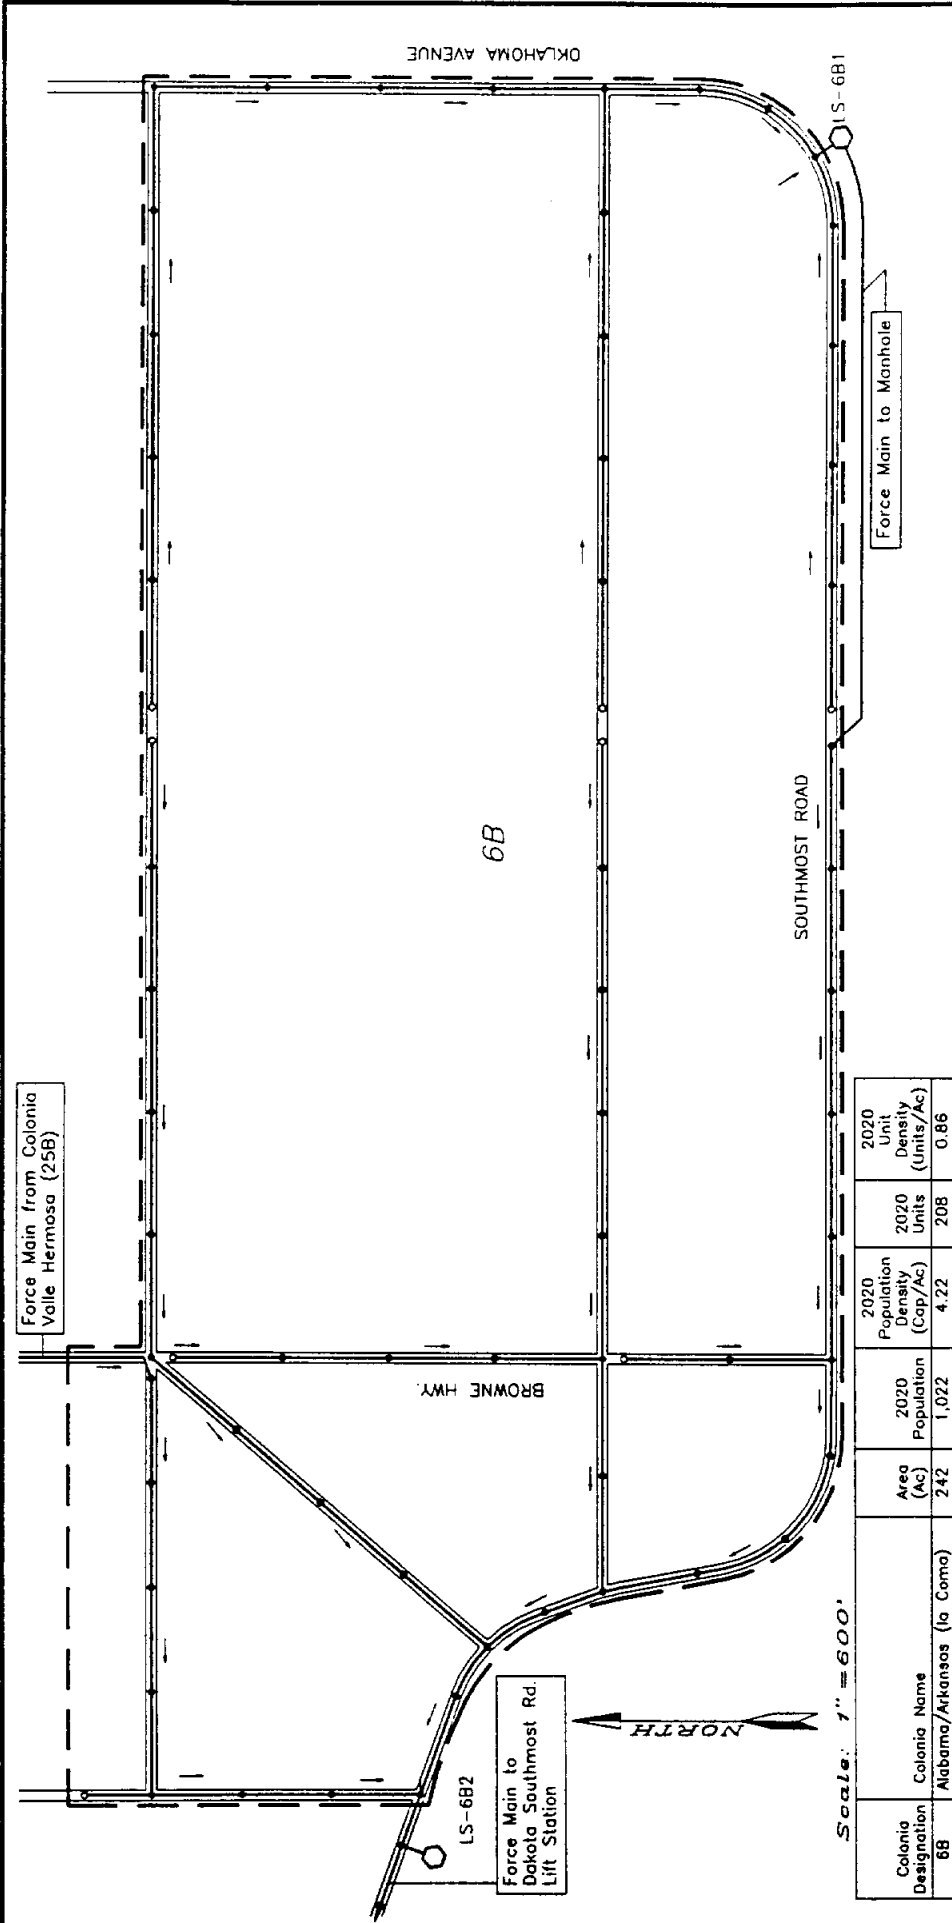 Force Main from Colonia
Valle Hermosa (25B)
OKLAHOMA AVENUE
6B
BROWNE HWY.
SOUTHMOST ROAD
LS-6B1
Force Main to Manhole
LS-6B2
Force Main to
Dakota Southmost Rd.
Lift Station
NORTH
Scale: 1"=600'
Colonia Designation Colonia Name Area (Ac) 2020 Population 2020 Population Density (Cap/Ac) 2020 Units 2020 Unit Density (Units/Ac)
6B Alabama/Arkansas (la Coma) 242 1,022 4.22 208 0.86